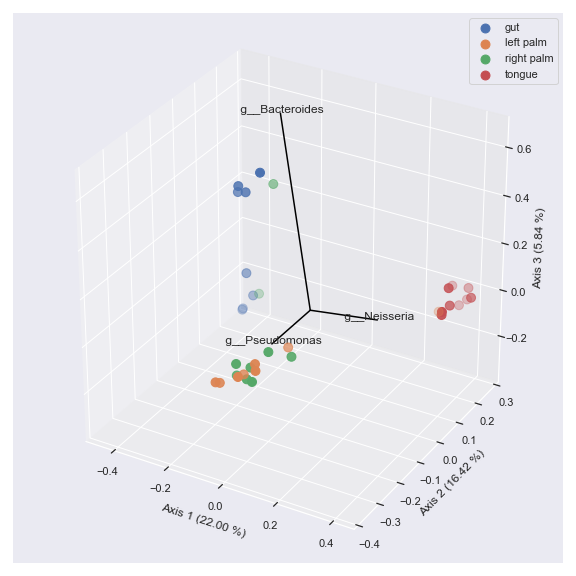 gut
left palm
right palm
tongue
g__Bacteroides
g__Neisseria
g__Pseudomonas
0.6
0.4
0.2
0.0
−0.2
Axis 3 (5.84 %)
0.3
0.2
0.1
0.0
−0.1
−0.2
−0.3
−0.4
Axis 2 (16.42 %)
−0.4
−0.2
0.0
0.2
0.4
Axis 1 (22.00 %)